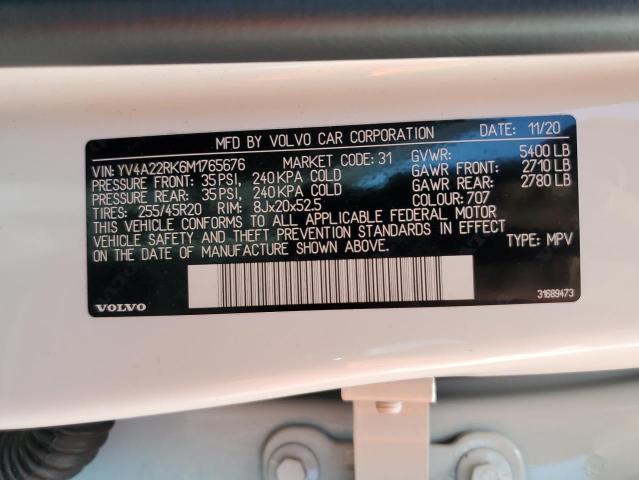 MFD BY VOLVO CAR CORPORATION DATE: 11/20
VIN: YV4A22RK6M1765676 MARKET CODE: 31 GVWR: 5400 LB
PRESSURE FRONT: 35 PSI, 240 KPA COLD GAWR FRONT: 2710 LB
PRESSURE REAR: 35 PSI, 240 KPA COLD GAWR REAR: 2780 LB
TIRES: 255/45R20 RIM: 8Jx20x52.5 COLOUR: 707
THIS VEHICLE CONFORMS TO ALL APPLICABLE FEDERAL MOTOR
VEHICLE SAFETY AND THEFT PREVENTION STANDARDS IN EFFECT
ON THE DATE OF MANUFACTURE SHOWN ABOVE. TYPE: MPV
VOLVO 31689473